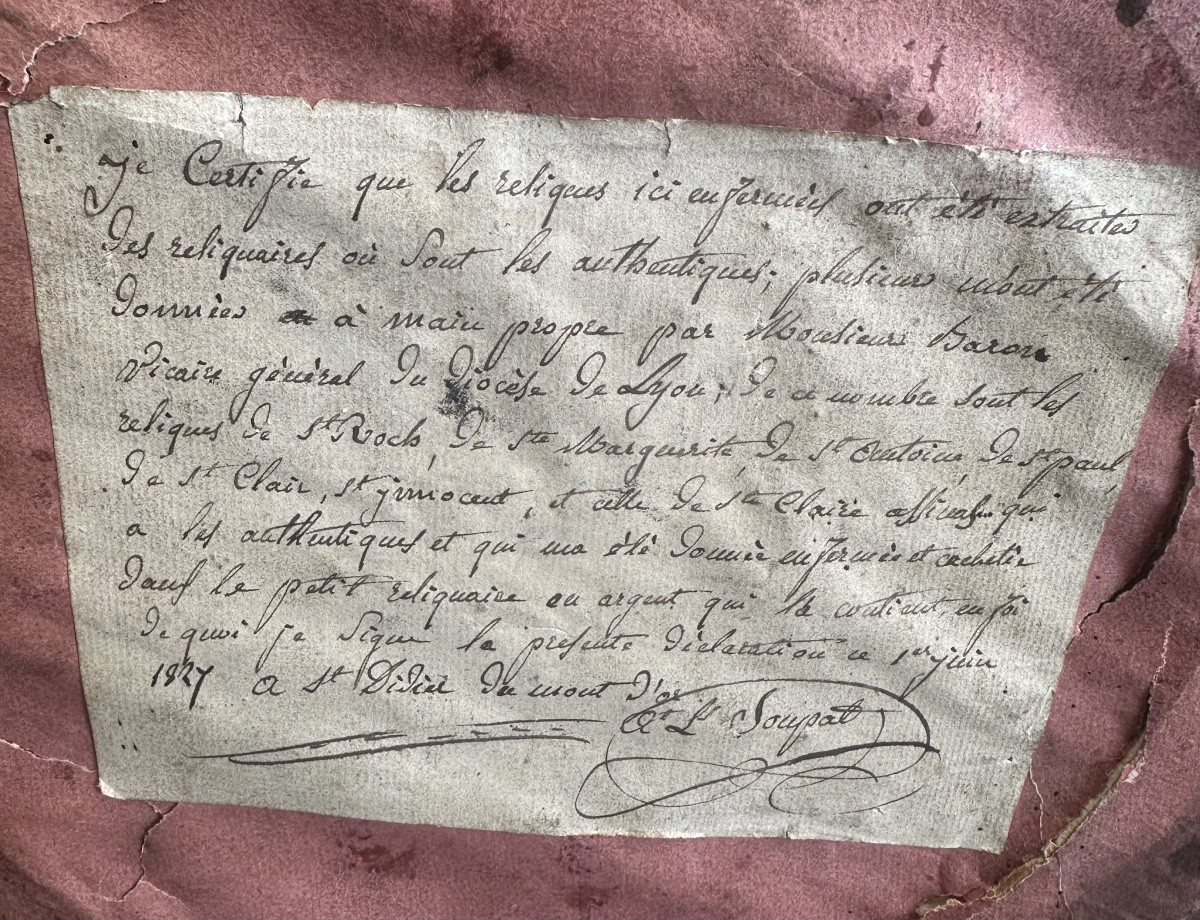 je Certifie que les reliques ici enfermées ont été extraites
des reliquaires où sont les authentiques; plusieurs mont été
données à main propre par Monsieur Baron
Vicaire général du Diocèse de Lyon; de ce nombre sont les
reliques de St Roch, de Ste Marguerite, de St Antoine, de St paul,
de St Clair, St jnnocent, et celle de Ste Claire qui
a les authentiques et qui ma été donnée enfermée et cachetée
dans le petit reliquaire en argent qui la contient, en foi
de quoi je signe la presente déclaration ce 1er juin
1827 a St Didier du mont d'or
Soupat